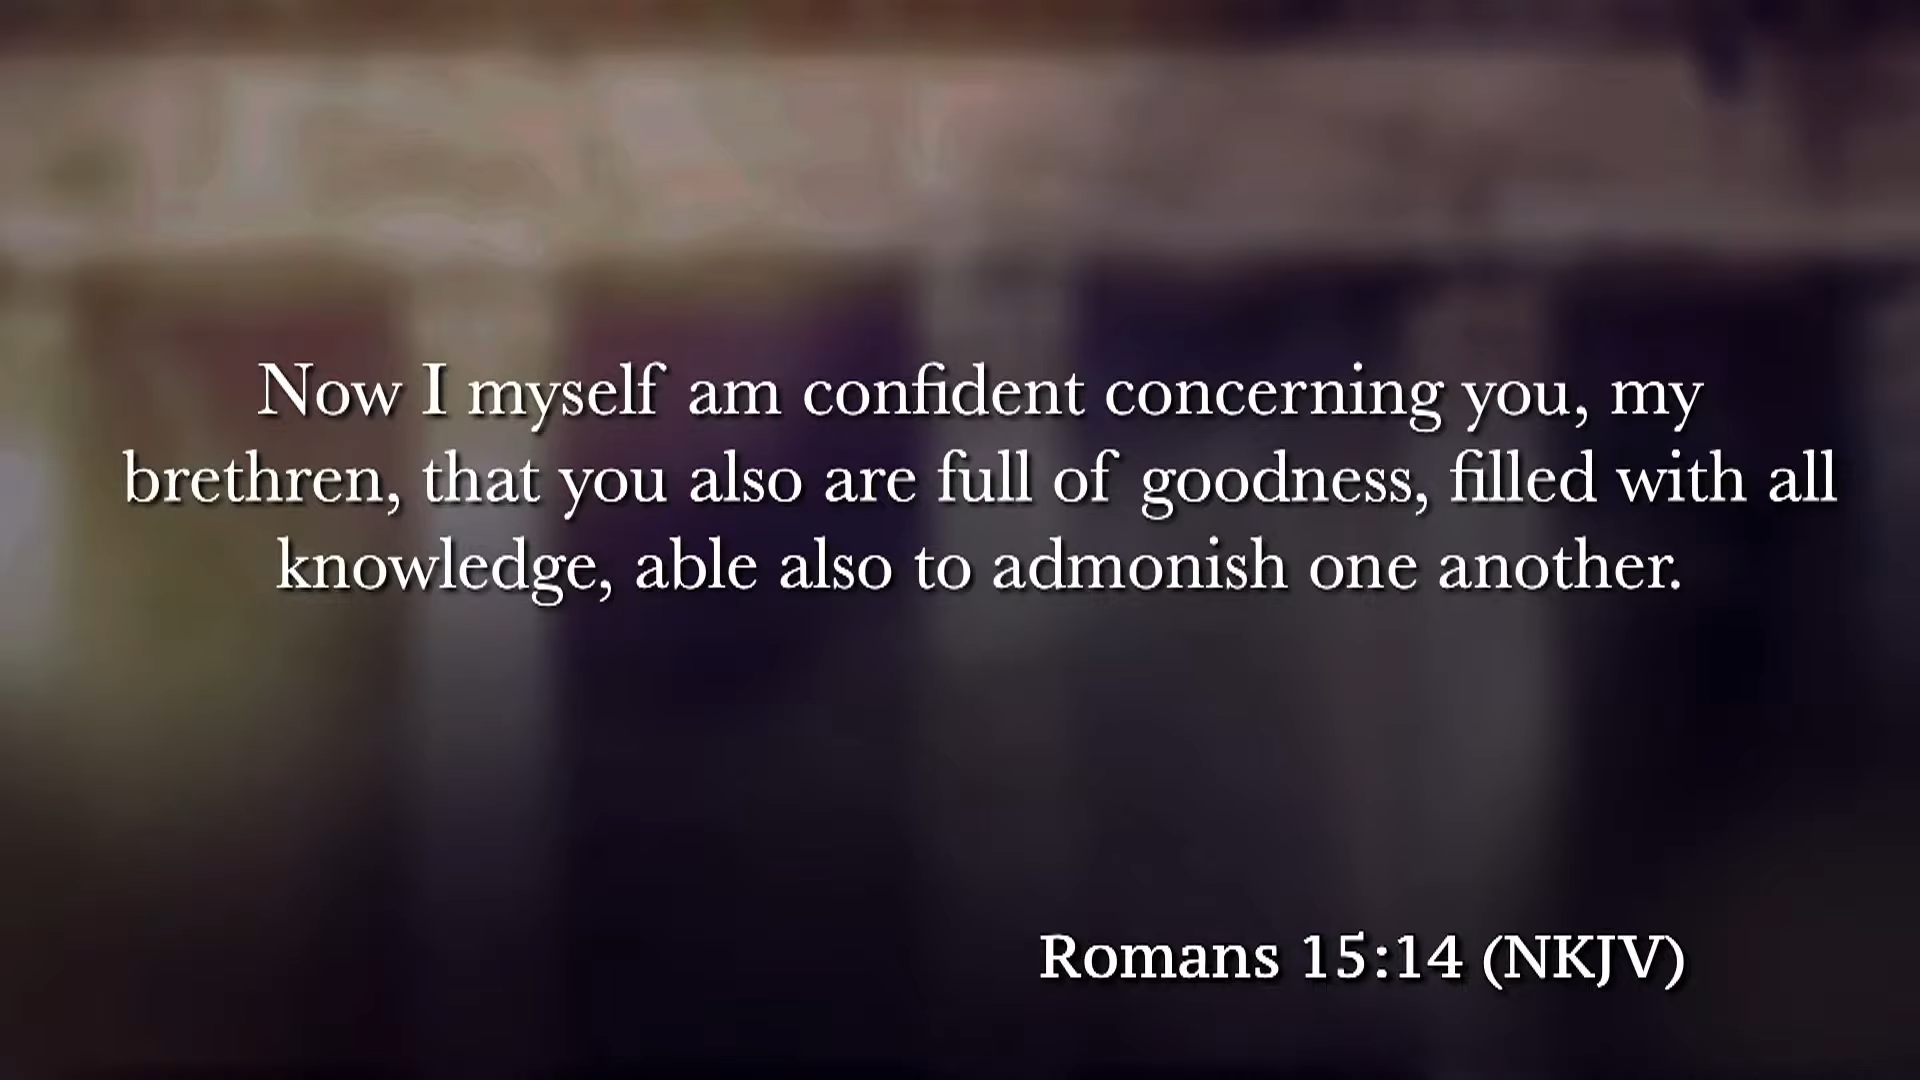 Now I myself am confident concerning you, my
brethren, that you also are full of goodness, filled with all
knowledge, able also to admonish one another.
Romans 15:14 (NKJV)